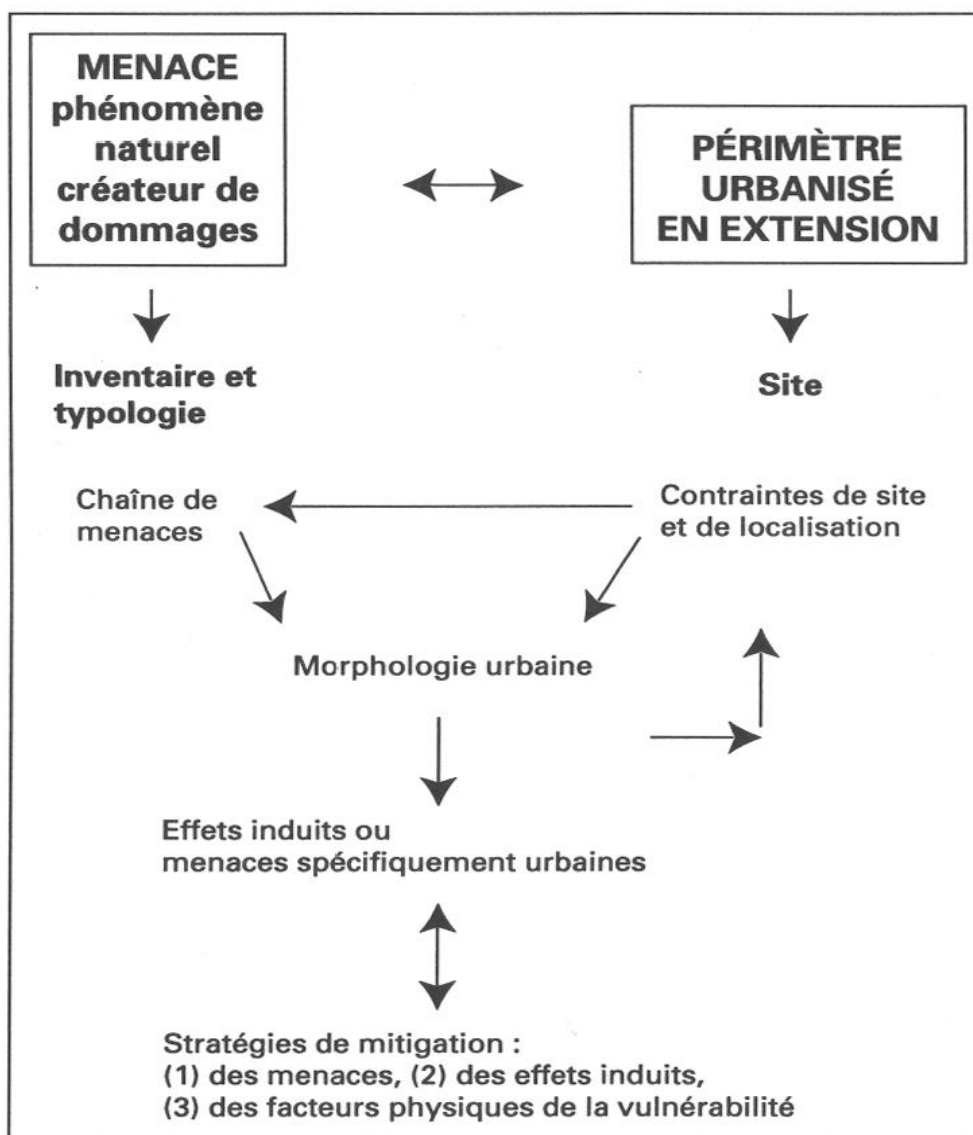 MENACE
phénomène
naturel
créateur de
dommages
PÉRIMÈTRE
URBANISÉ
EN EXTENSION
Inventaire et
typologie
Site
Chaîne de
menaces
Contraintes de site
et de localisation
Morphologie urbaine
Effets induits ou
menaces spécifiquement urbaines
Stratégies de mitigation :
(1) des menaces, (2) des effets induits,
(3) des facteurs physiques de la vulnérabilité